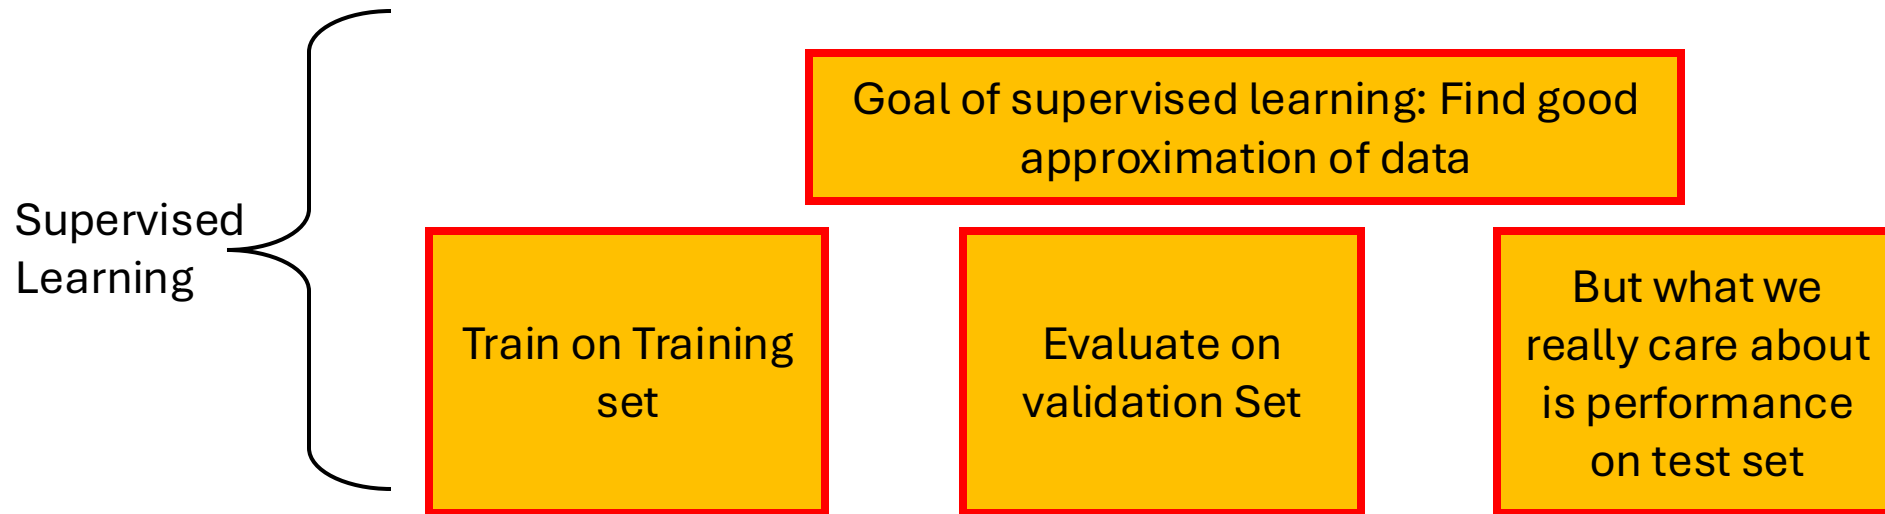 Supervised
Learning
Goal of supervised learning: Find good
approximation of data
Train on Training
set
Evaluate on
validation Set
But what we
really care about
is performance
on test set